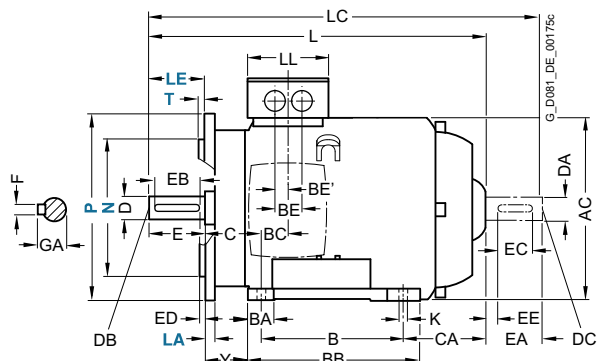 LC
L
LL
LE
T
G_D081_DE_00175c
F
GA
P
N
D
EB
E
C
BC
BE
BE'
DA
AC
EC
DB
ED
LA
BA
B
K
CA
EE
EA
DC
Y
BB